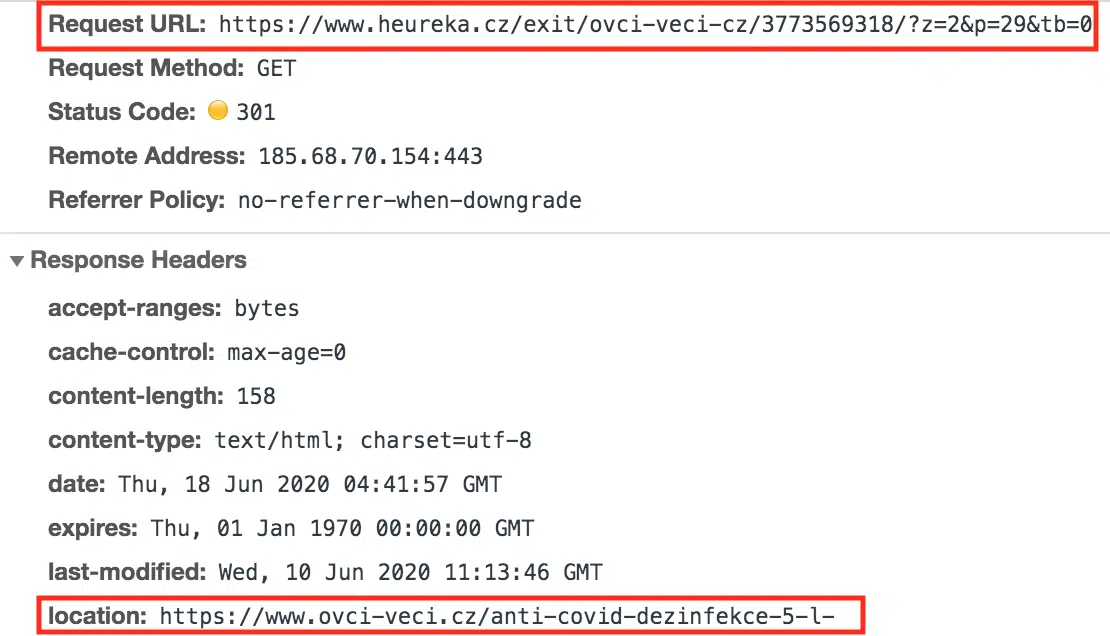 Request URL: https://www.heureka.cz/exit/ovci-veci-cz/3773569318/?z=2&p=29&tb=0
Request Method: GET
Status Code: 301
Remote Address: 185.68.70.154:443
Referrer Policy: no-referrer-when-downgrade
Response Headers
accept-ranges: bytes
cache-control: max-age=0
content-length: 158
content-type: text/html; charset=utf-8
date: Thu, 18 Jun 2020 04:41:57 GMT
expires: Thu, 01 Jan 1970 00:00:00 GMT
last-modified: Wed, 10 Jun 2020 11:13:46 GMT
location: https://www.ovci-veci.cz/anti-covid-dezinfekce-5-l-